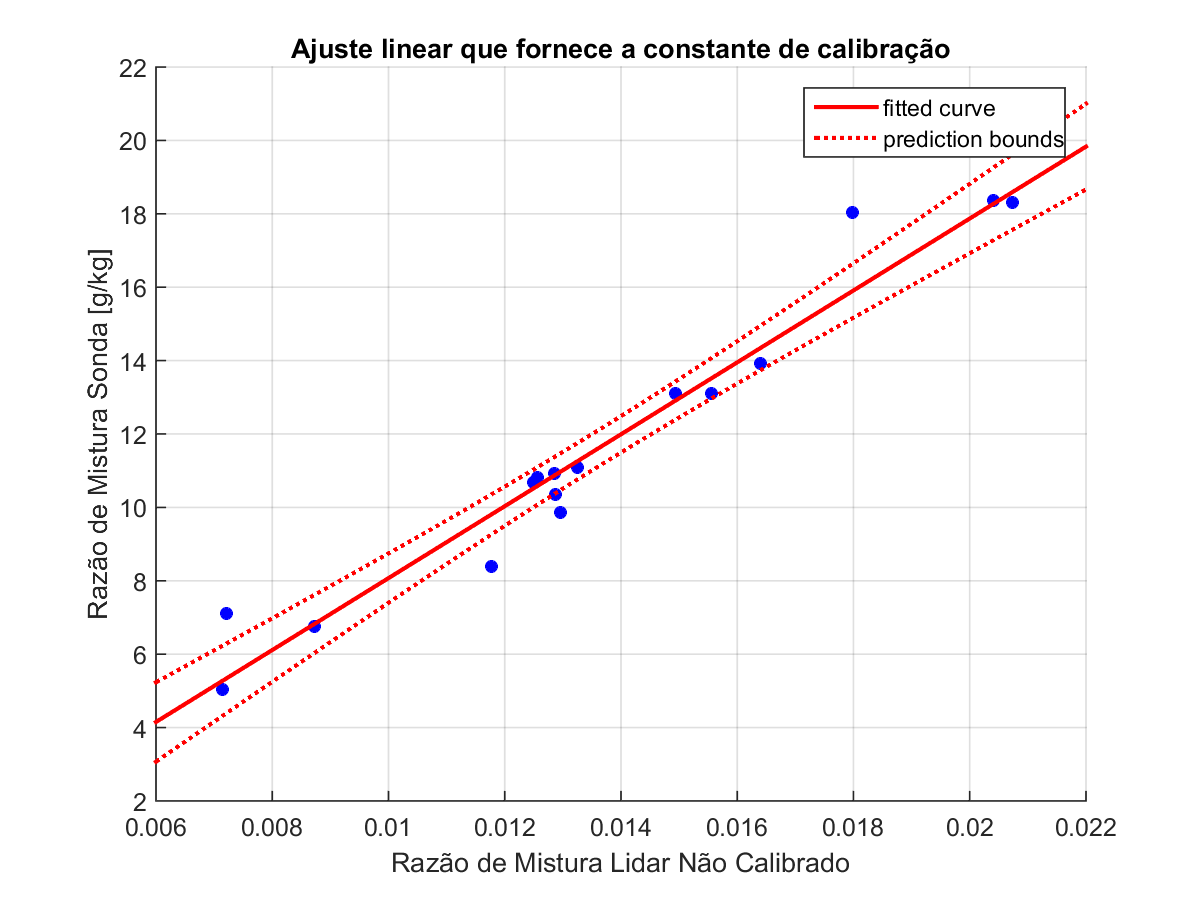 Ajuste linear que fornece a constante de calibração
fitted curve
prediction bounds
22
20
18
16
14
12
10
8
6
4
2
Razão de Mistura Sonda [g/kg]
0.006 0.008 0.01 0.012 0.014 0.016 0.018 0.02 0.022
Razão de Mistura Lidar Não Calibrado